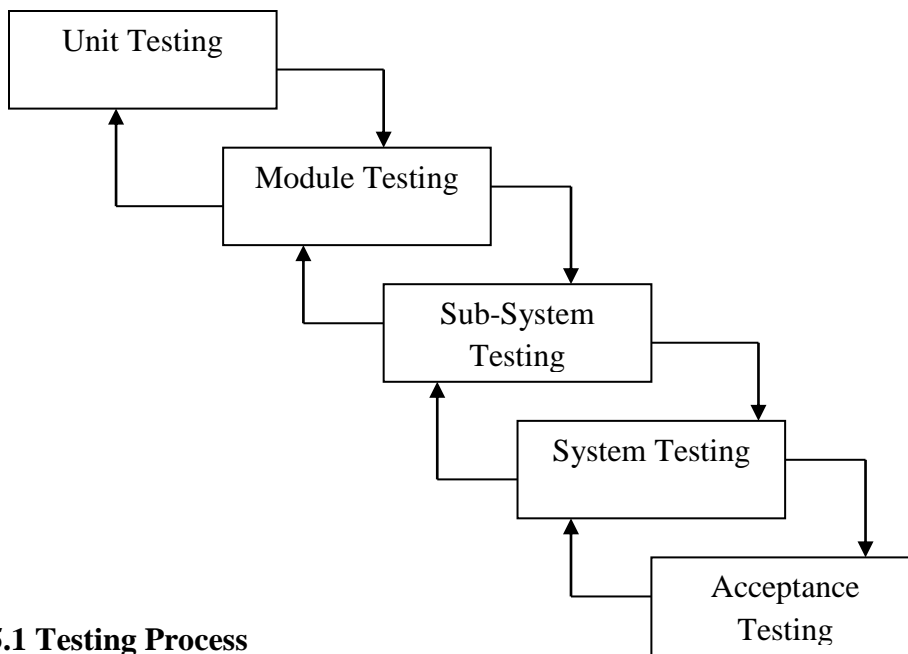 Unit Testing
Module Testing
Sub-System
Testing
System Testing
Acceptance
Testing
.1 Testing Process